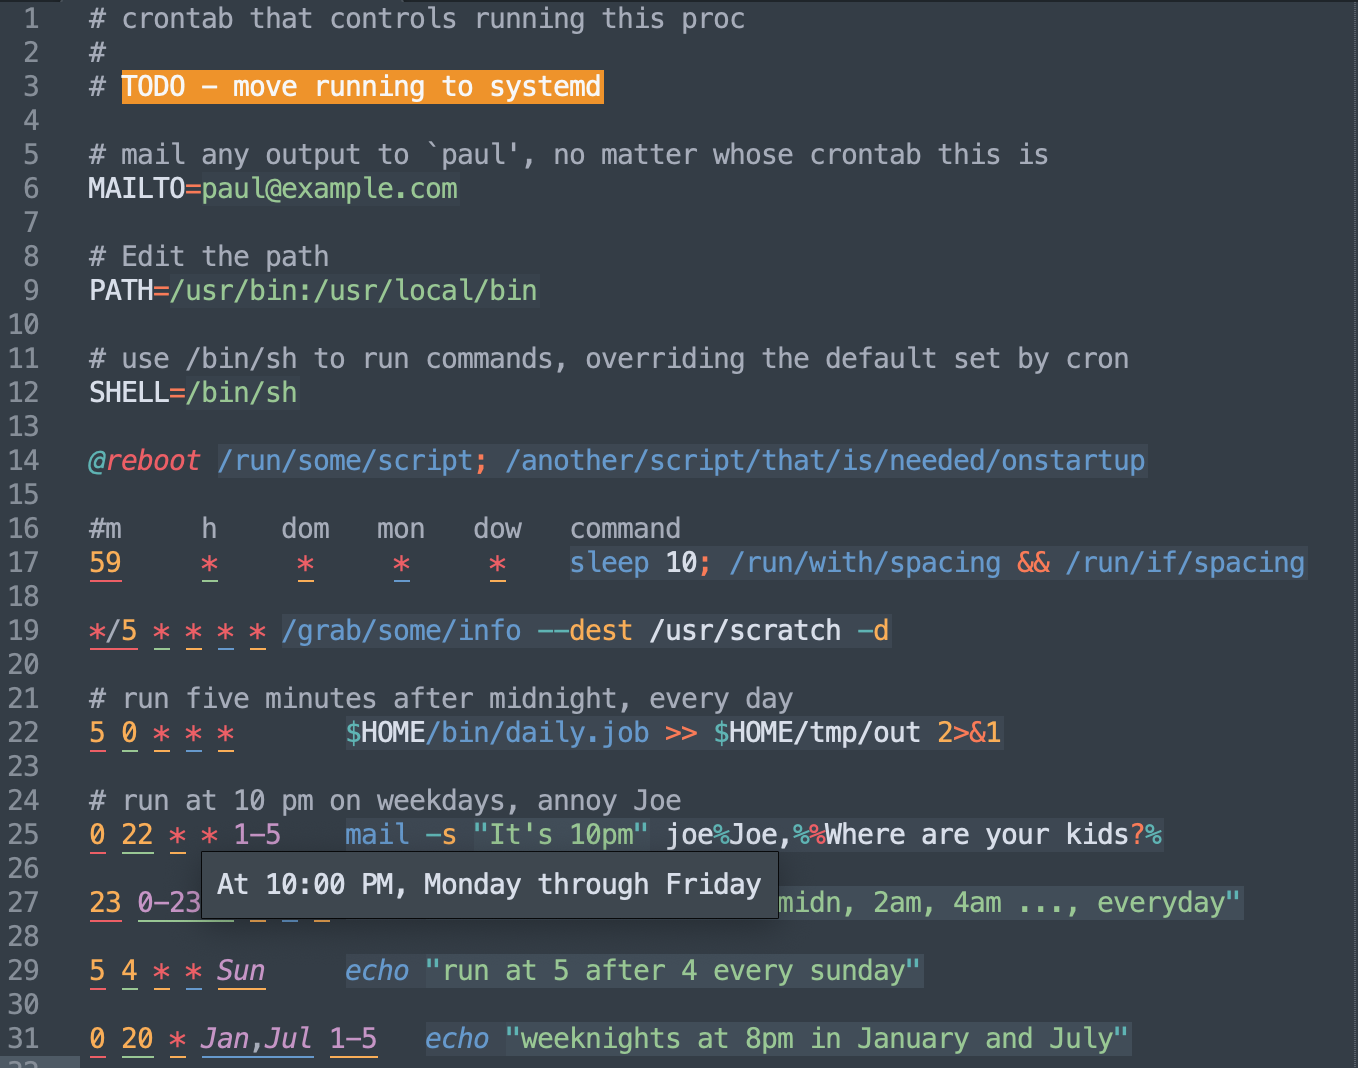 1 # crontab that controls running this proc
2 #
3 # TODO - move running to systemd
4
5 # mail any output to `paul', no matter whose crontab this is
6 MAILTO=paul@example.com
7
8 # Edit the path
9 PATH=/usr/bin:/usr/local/bin
10
11 # use /bin/sh to run commands, overriding the default set by cron
12 SHELL=/bin/sh
13
14 @reboot /run/some/script; /another/script/that/is/needed/onstartup
15
16 #m     h    dom   mon   dow   command
17 59     *     *     *     *    sleep 10; /run/with/spacing && /run/if/spacing
18
19 */5 * * * * /grab/some/info --dest /usr/scratch -d
20
21 # run five minutes after midnight, every day
22 5 0 * * *       $HOME/bin/daily.job >> $HOME/tmp/out 2>&1
23
24 # run at 10 pm on weekdays, annoy Joe
25 0 22 * * 1-5    mail -s "It's 10pm" joe%Joe,%%Where are your kids?%
26
At 10:00 PM, Monday through Friday
27 23 0-23 midn, 2am, 4am ..., everyday"
28
29 5 4 * * Sun     echo "run at 5 after 4 every sunday"
30
31 0 20 * Jan,Jul 1-5   echo "weeknights at 8pm in January and July"